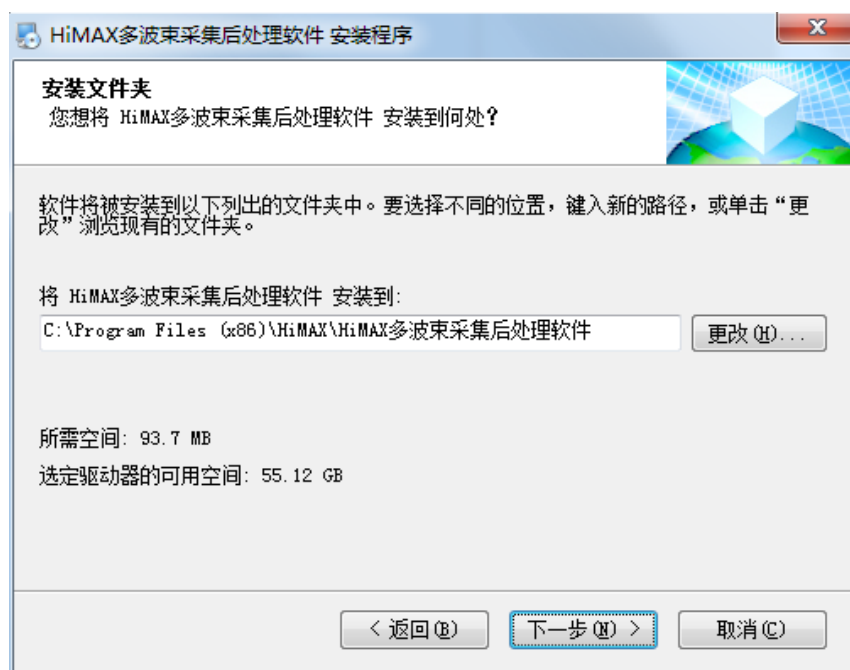 HiMAX多波束采集后处理软件 安装程序
安装文件夹
您想将 HiMAX多波束采集后处理软件 安装到何处?
软件将被安装到以下列出的文件夹中。要选择不同的位置，键入新的路径，或单击“更
改”浏览现有的文件夹。
将 HiMAX多波束采集后处理软件 安装到:
C:\Program Files (x86)\HiMAX\HiMAX多波束采集后处理软件
更改(H)...
所需空间: 93.7 MB
选定驱动器的可用空间: 55.12 GB
< 返回(B) 下一步(N) > 取消(C)